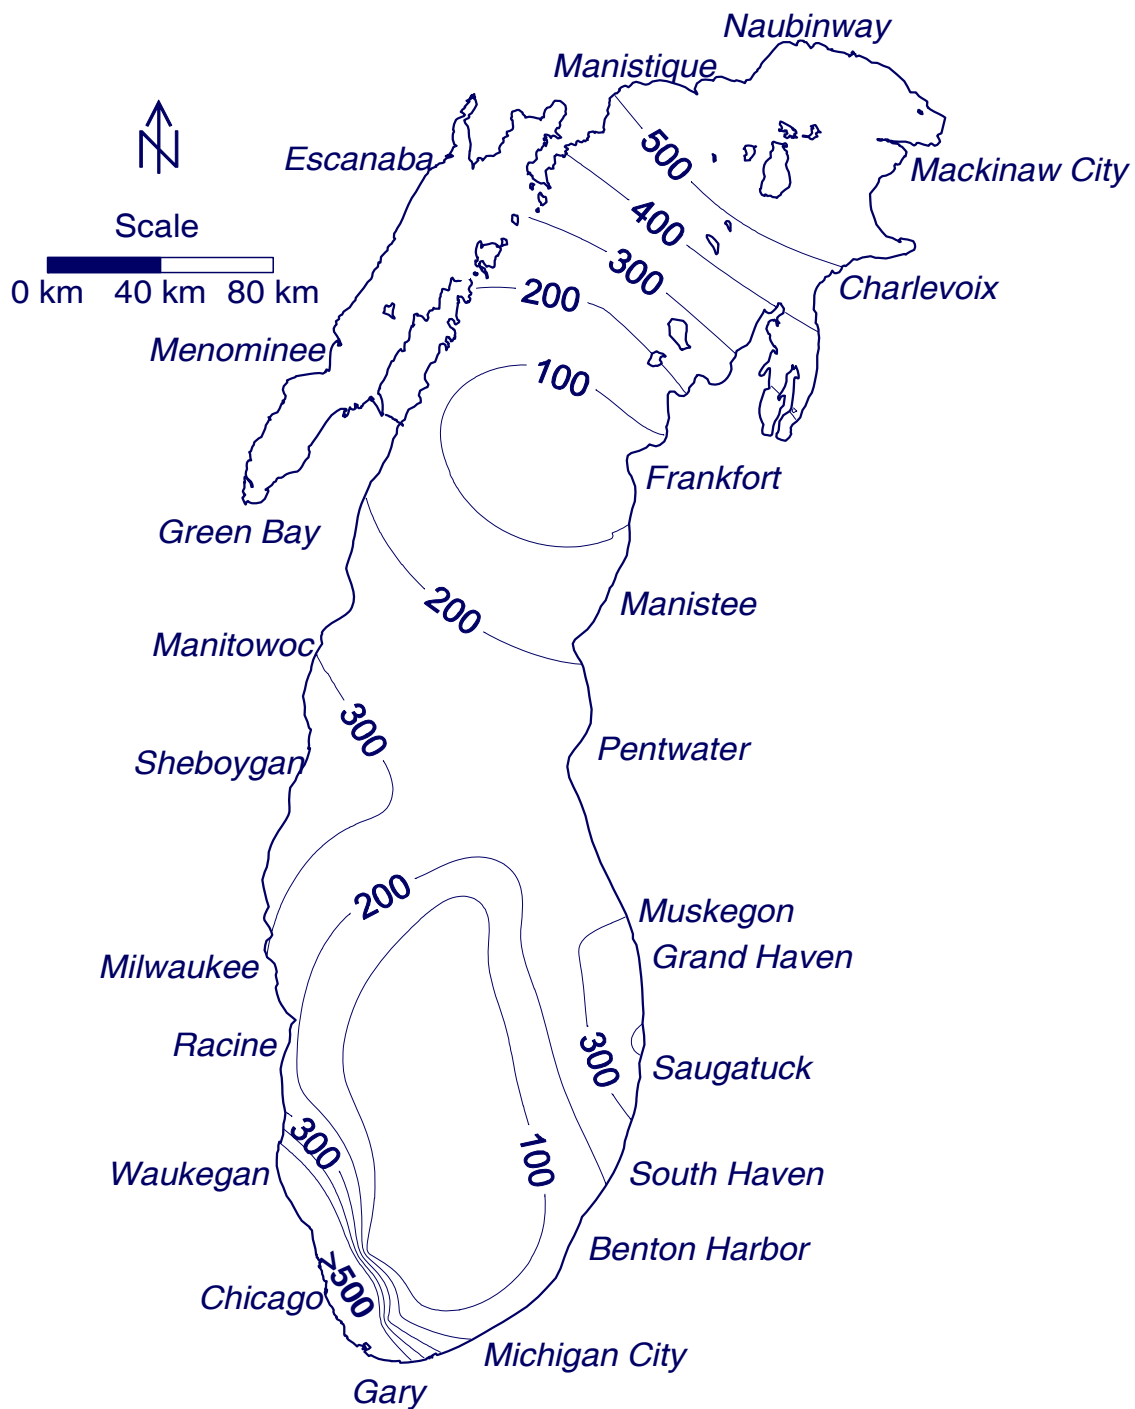 Naubinway
Manistique
N
Escanaba
500
Mackinaw City
400
Scale
300
Charlevoix
0 km 40 km 80 km
200
Menominee
100
Frankfort
Green Bay
200
Manistee
Manitowoc
300
Pentwater
Sheboygan
200
Muskegon
Grand Haven
Milwaukee
Racine
300
Saugatuck
300
100
Waukegan
South Haven
Benton Harbor
>500
Chicago
Michigan City
Gary